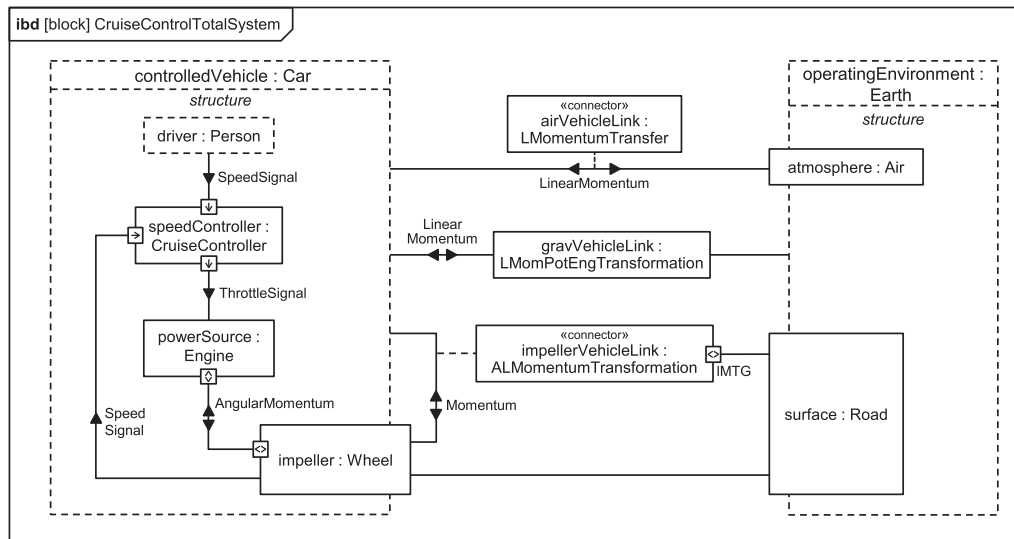 ibd [block] CruiseControlTotalSystem
controlledVehicle : Car
structure
driver : Person
SpeedSignal
speedController :
CruiseController
ThrottleSignal
powerSource :
Engine
AngularMomentum
Speed
Signal
impeller : Wheel
«connector»
airVehicleLink :
LMomentumTransfer
LinearMomentum
Linear
Momentum
gravVehicleLink :
LMomPotEngTransformation
«connector»
impellerVehicleLink :
ALMomentumTransformation
IMTG
Momentum
operatingEnvironment :
Earth
structure
atmosphere : Air
surface : Road